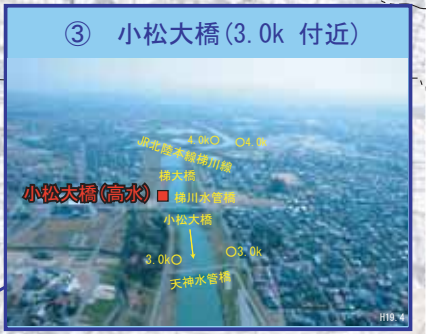 ③ 小松大橋(3.0k 付近)
4.0k○ ○4.0k
JR北陸本線梯川線
梯大橋
小松大橋(高水) ■ 梯川水管橋
小松大橋
3.0k○ ○3.0k
天神水管橋
H19.4